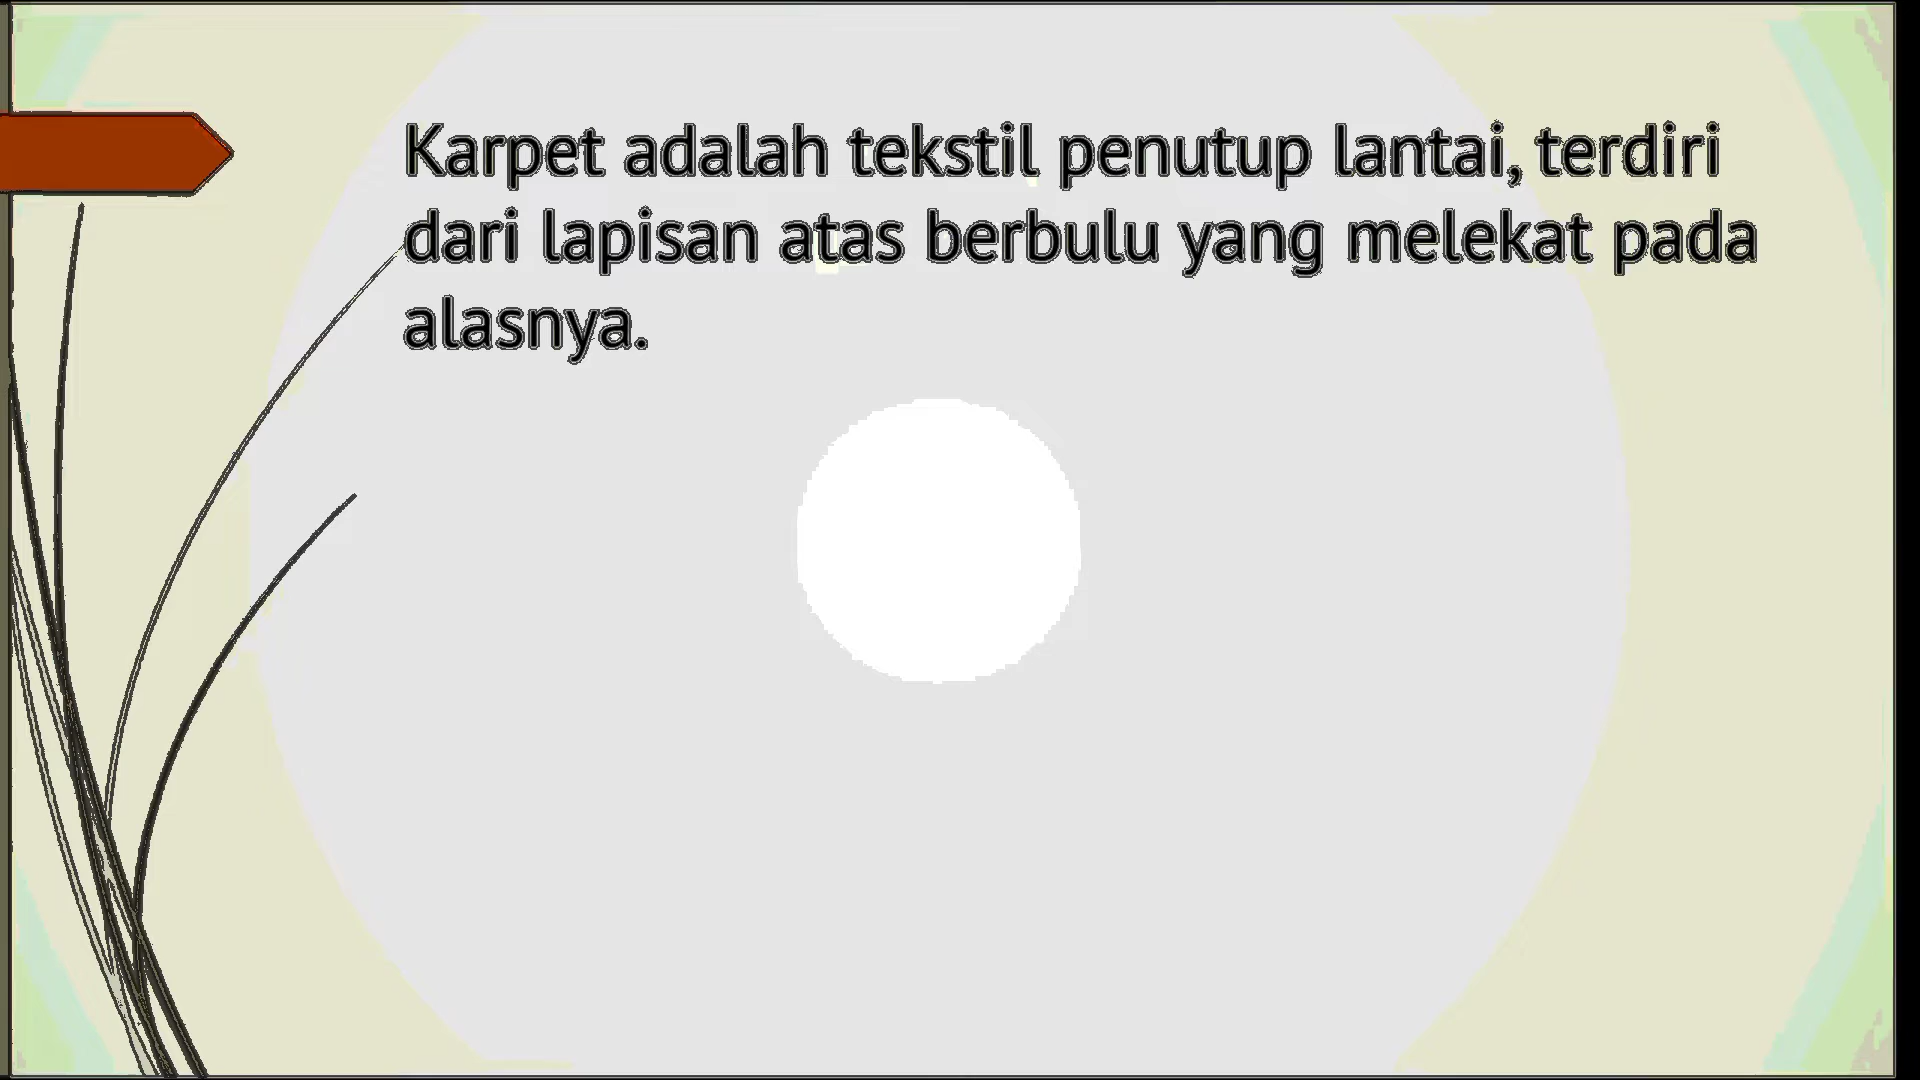 Karpet adalah tekstil penutup lantai, terdiri
dari lapisan atas berbulu yang melekat pada
alasnya.